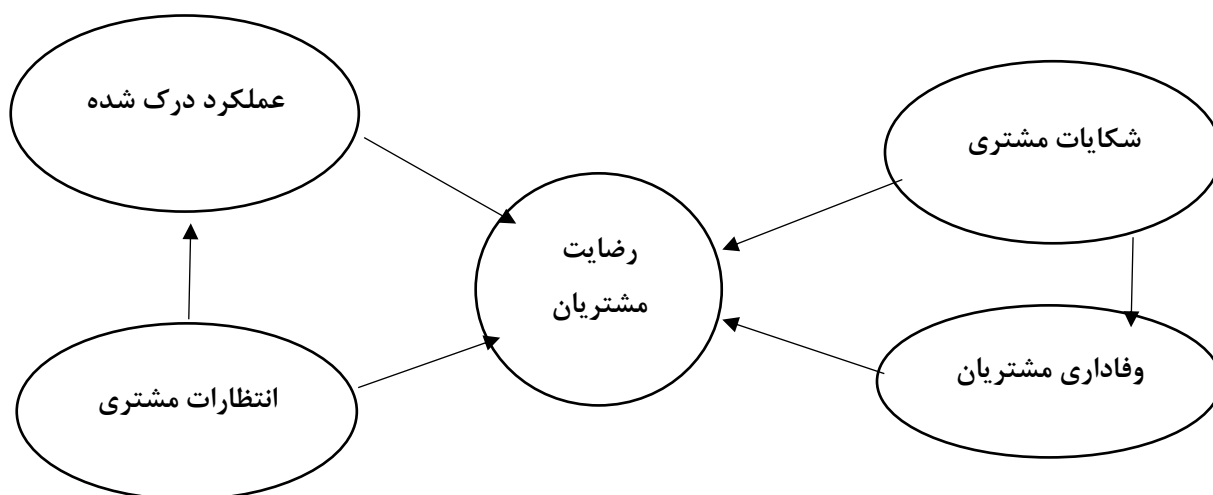 عملکرد درک شده
شکایات مشتری
رضایت
مشتریان
وفاداری مشتریان
انتظارات مشتری